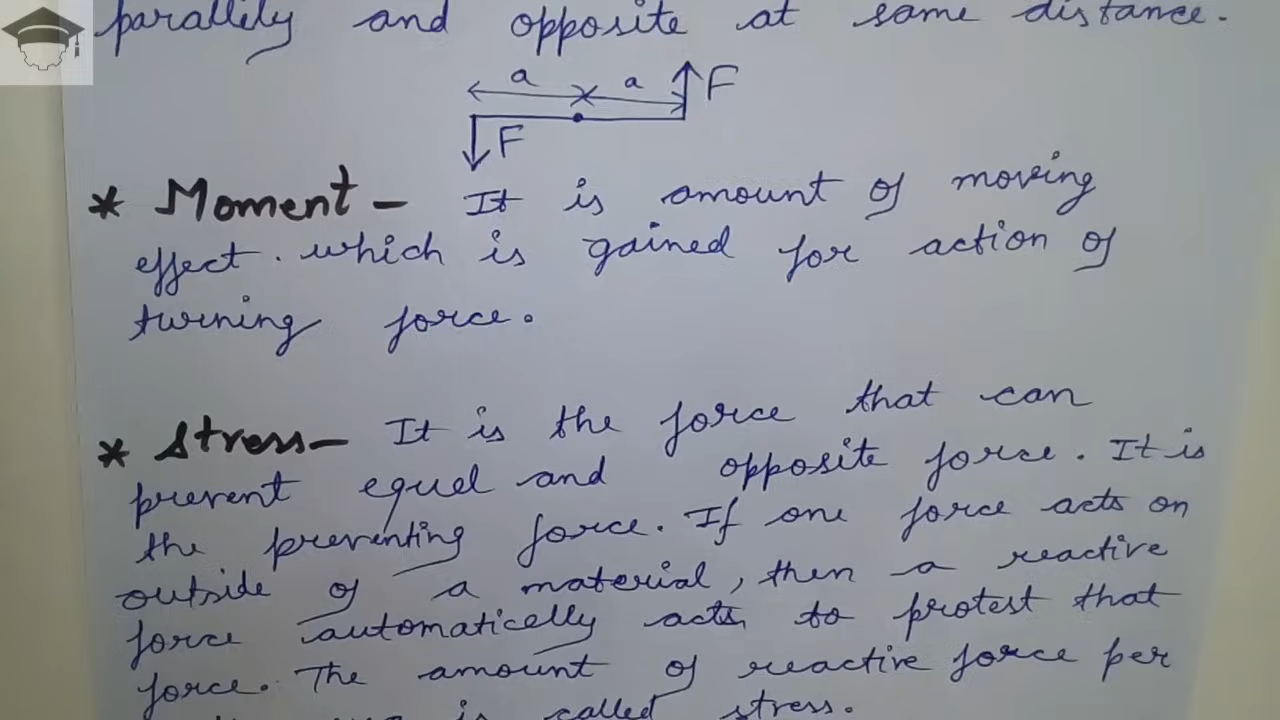 parallely and opposite at same distance.
a a F
F
* Moment - It is amount of moving
effect. which is gained for action of
turning force.
* Stress - It is the force that can
prevent equel and opposite force. It is
the preventing force. If one force acts on
outside of a material, then a reactive
force automatically acts to protest that
force. The amount of reactive force per
is called stress.